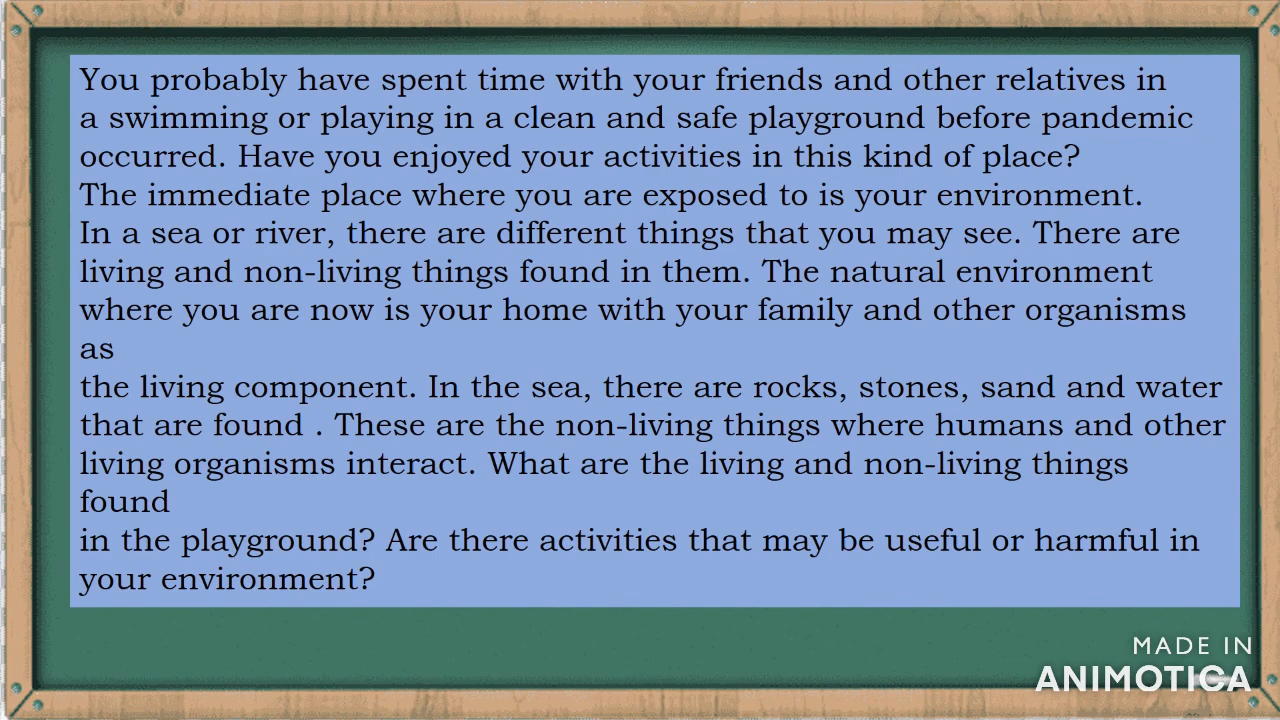 You probably have spent time with your friends and other relatives in
a swimming or playing in a clean and safe playground before pandemic
occurred. Have you enjoyed your activities in this kind of place?
The immediate place where you are exposed to is your environment.
In a sea or river, there are different things that you may see. There are
living and non-living things found in them. The natural environment
where you are now is your home with your family and other organisms
as
the living component. In the sea, there are rocks, stones, sand and water
that are found . These are the non-living things where humans and other
living organisms interact. What are the living and non-living things
found
in the playground? Are there activities that may be useful or harmful in
your environment?
MADE IN
ANIMOTICA